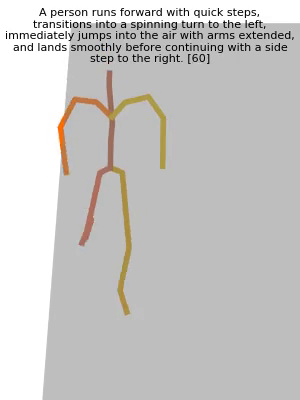 A person runs forward with quick steps,
transitions into a spinning turn to the left,
immediately jumps into the air with arms extended,
and lands smoothly before continuing with a side
step to the right. [60]